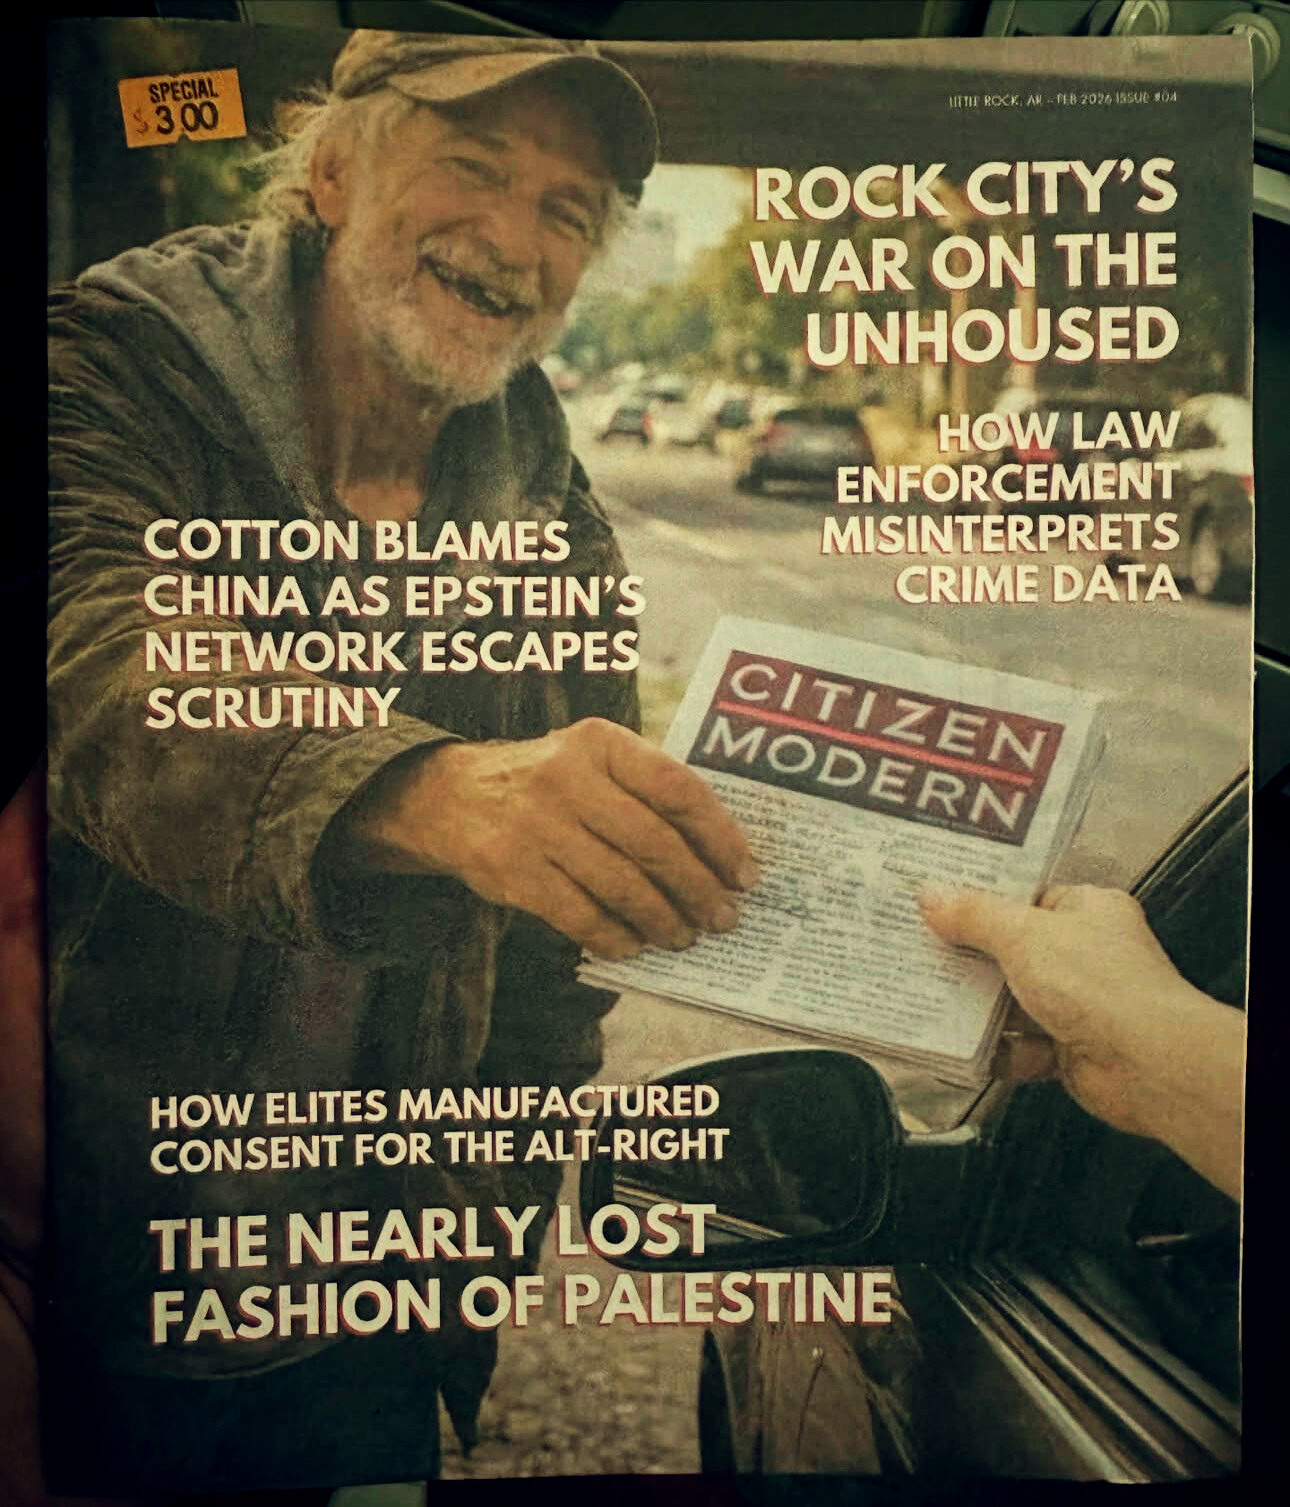 SPECIAL
$3.00
LITTLE ROCK, AR - FEB 2026 ISSUE #04
ROCK CITY'S
WAR ON THE
UNHOUSED
HOW LAW
ENFORCEMENT
MISINTERPRETS
CRIME DATA
COTTON BLAMES
CHINA AS EPSTEIN'S
NETWORK ESCAPES
SCRUTINY
CITIZEN
MODERN
HOW ELITES MANUFACTURED
CONSENT FOR THE ALT-RIGHT
THE NEARLY LOST
FASHION OF PALESTINE